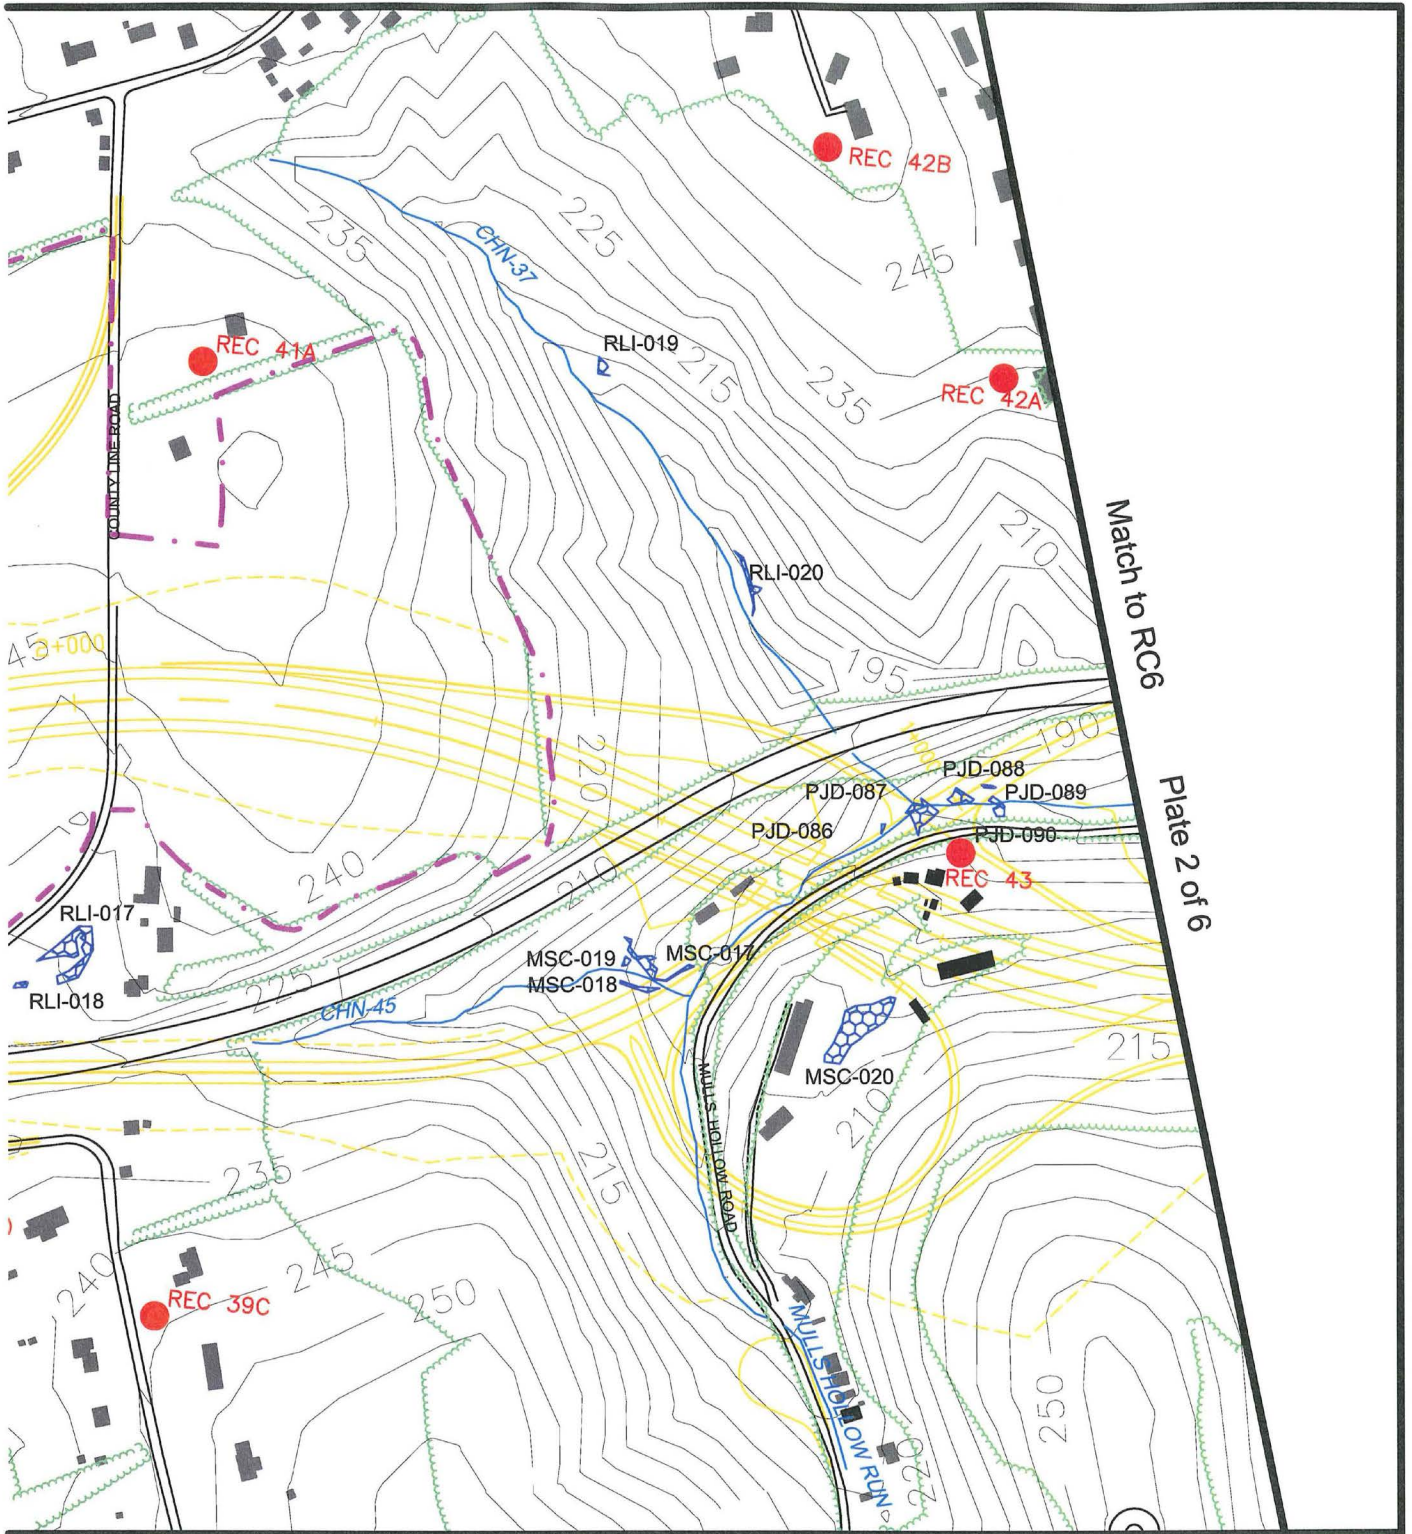 REC 42B
235
225
CHN-37
245
RLI-019
REC 41A
215
235
REC 42A
COUNTY LINE ROAD
Match to RC6
210
RLI-020
45
2+000
195
220
190
PJD-088
PJD-087
PJD-089
Plate 2 of 6
PJD-086
PJD-090
240
210
REC 43
RLI-017
MSC-017
MSC-019
MSC-018
225
RLI-018
CHN-45
215
MSC-020
MULLS HOLLOW ROAD
210
235
215
245
240
250
REC 39C
MULLS HOLLOW RUN
250
220